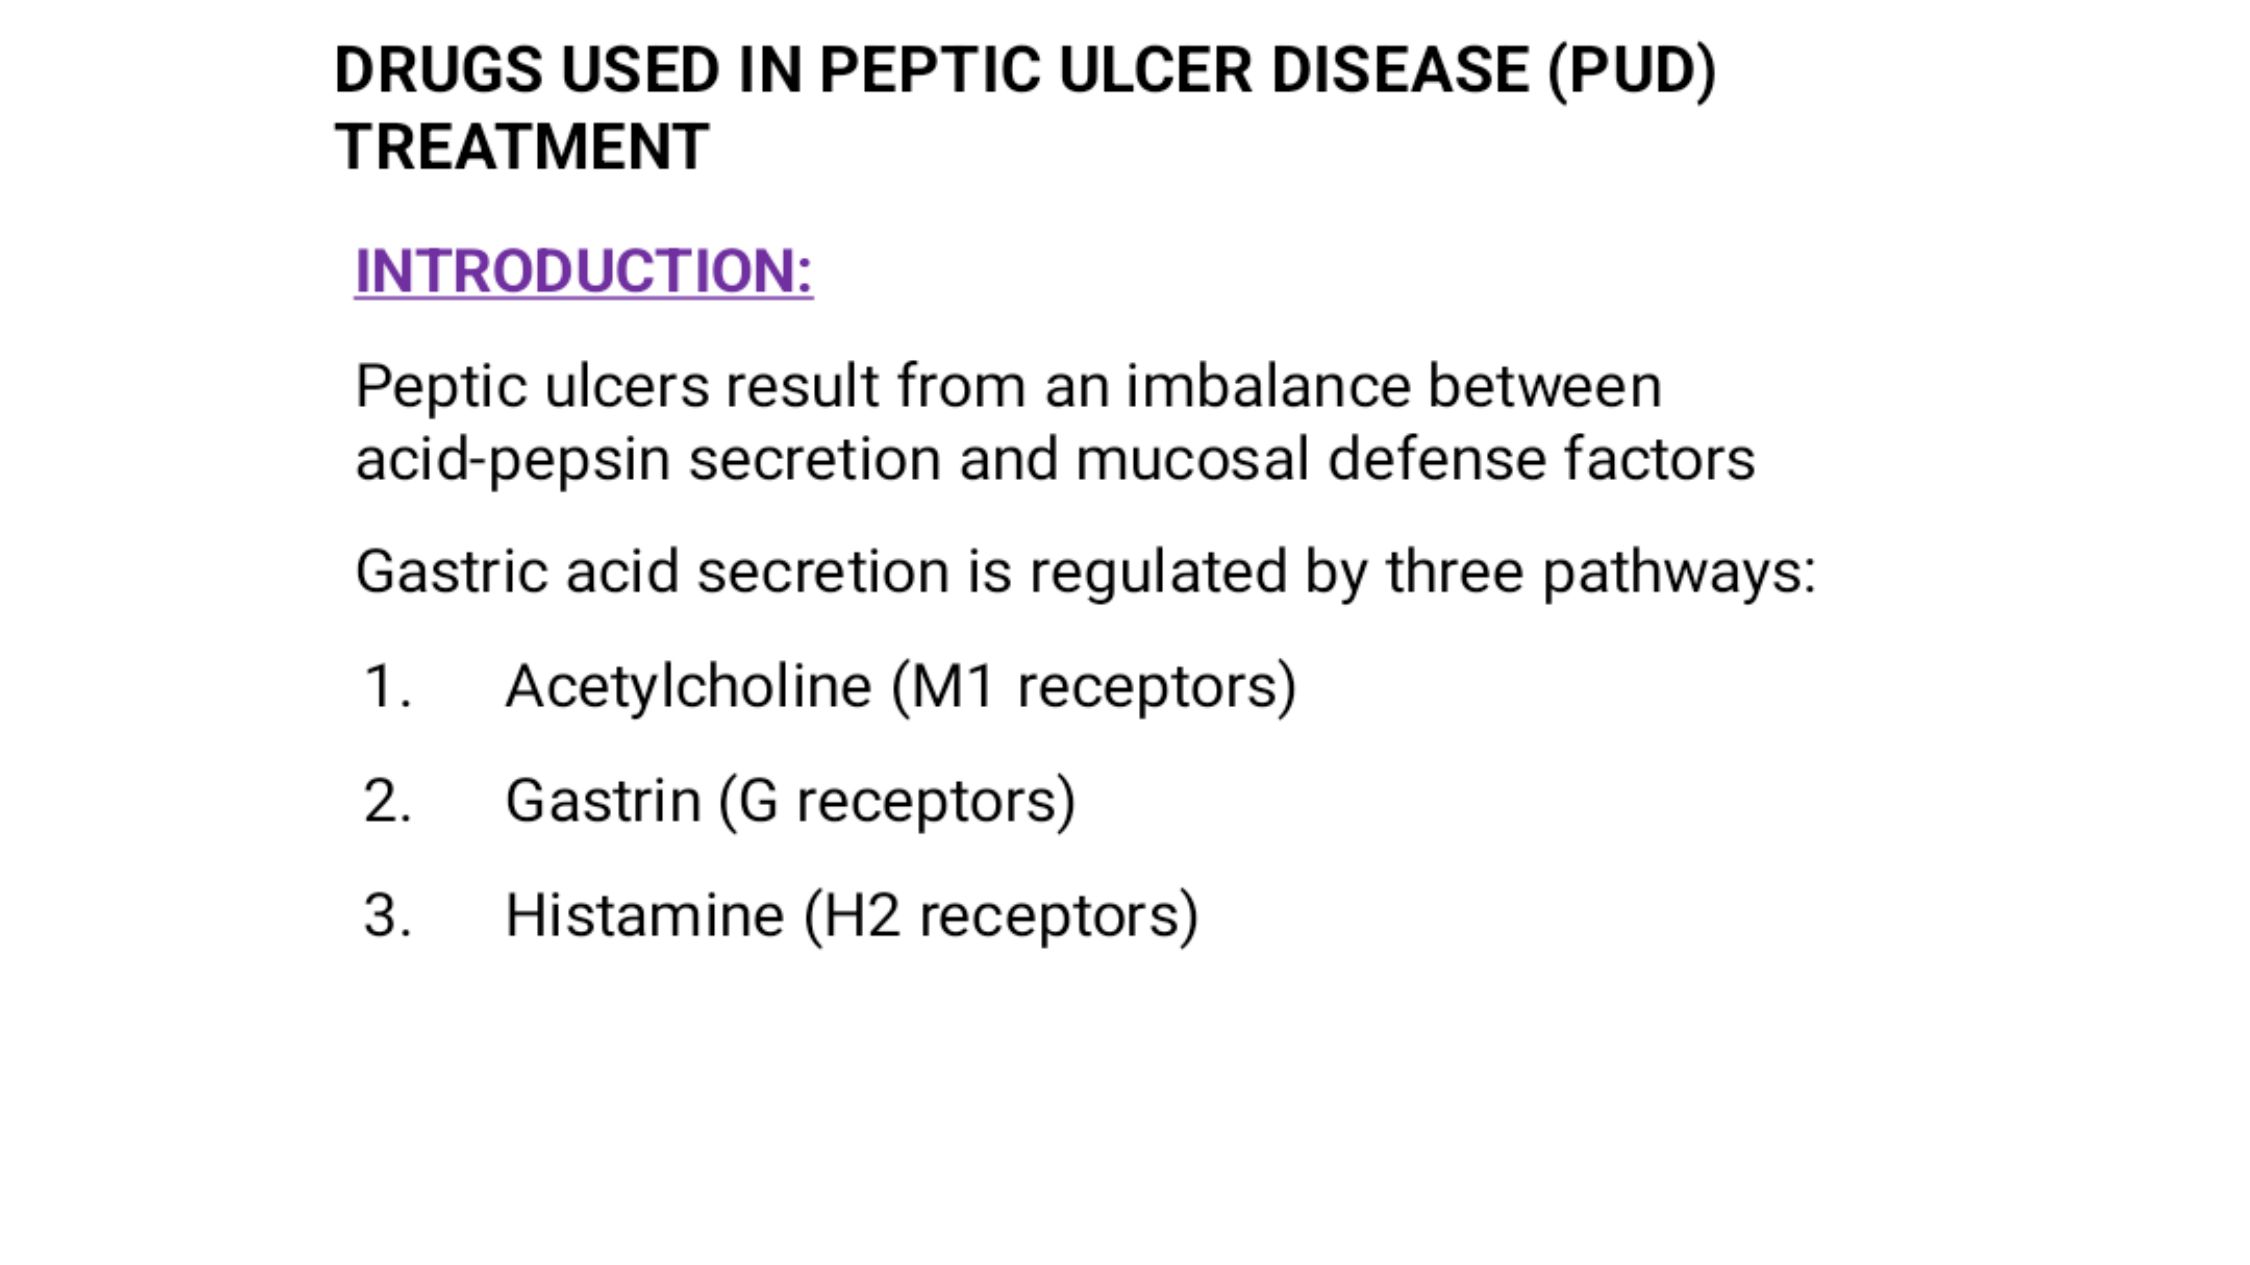 DRUGS USED IN PEPTIC ULCER DISEASE (PUD)
TREATMENT
INTRODUCTION:
Peptic ulcers result from an imbalance between
acid-pepsin secretion and mucosal defense factors
Gastric acid secretion is regulated by three pathways:
1. Acetylcholine (M1 receptors)
2. Gastrin (G receptors)
3. Histamine (H2 receptors)